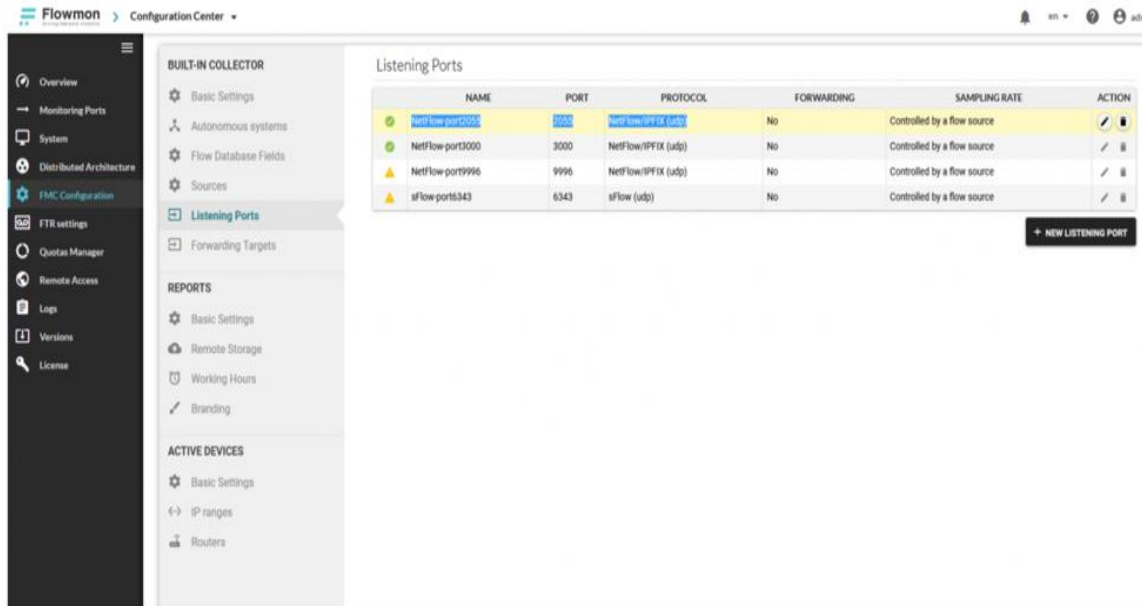 Flowmon
Driving Network Visibility
Configuration Center
en
Overview
Monitoring Ports
System
Distributed Architecture
FMC Configuration
FTR settings
Quotas Manager
Remote Access
Logs
Versions
License
BUILT-IN COLLECTOR
Basic Settings
Autonomous systems
Flow Database Fields
Sources
Listening Ports
Forwarding Targets
REPORTS
Basic Settings
Remote Storage
Working Hours
Branding
ACTIVE DEVICES
Basic Settings
IP ranges
Routers
Listening Ports
NAME PORT PROTOCOL FORWARDING SAMPLING RATE ACTION
NetFlow-port2055 2055 NetFlow/IPFIX (udp) No Controlled by a flow source
NetFlow-port3000 3000 NetFlow/IPFIX (udp) No Controlled by a flow source
NetFlow-port9996 9996 NetFlow/IPFIX (udp) No Controlled by a flow source
sFlow-port6343 6343 sFlow (udp) No Controlled by a flow source
+ NEW LISTENING PORT